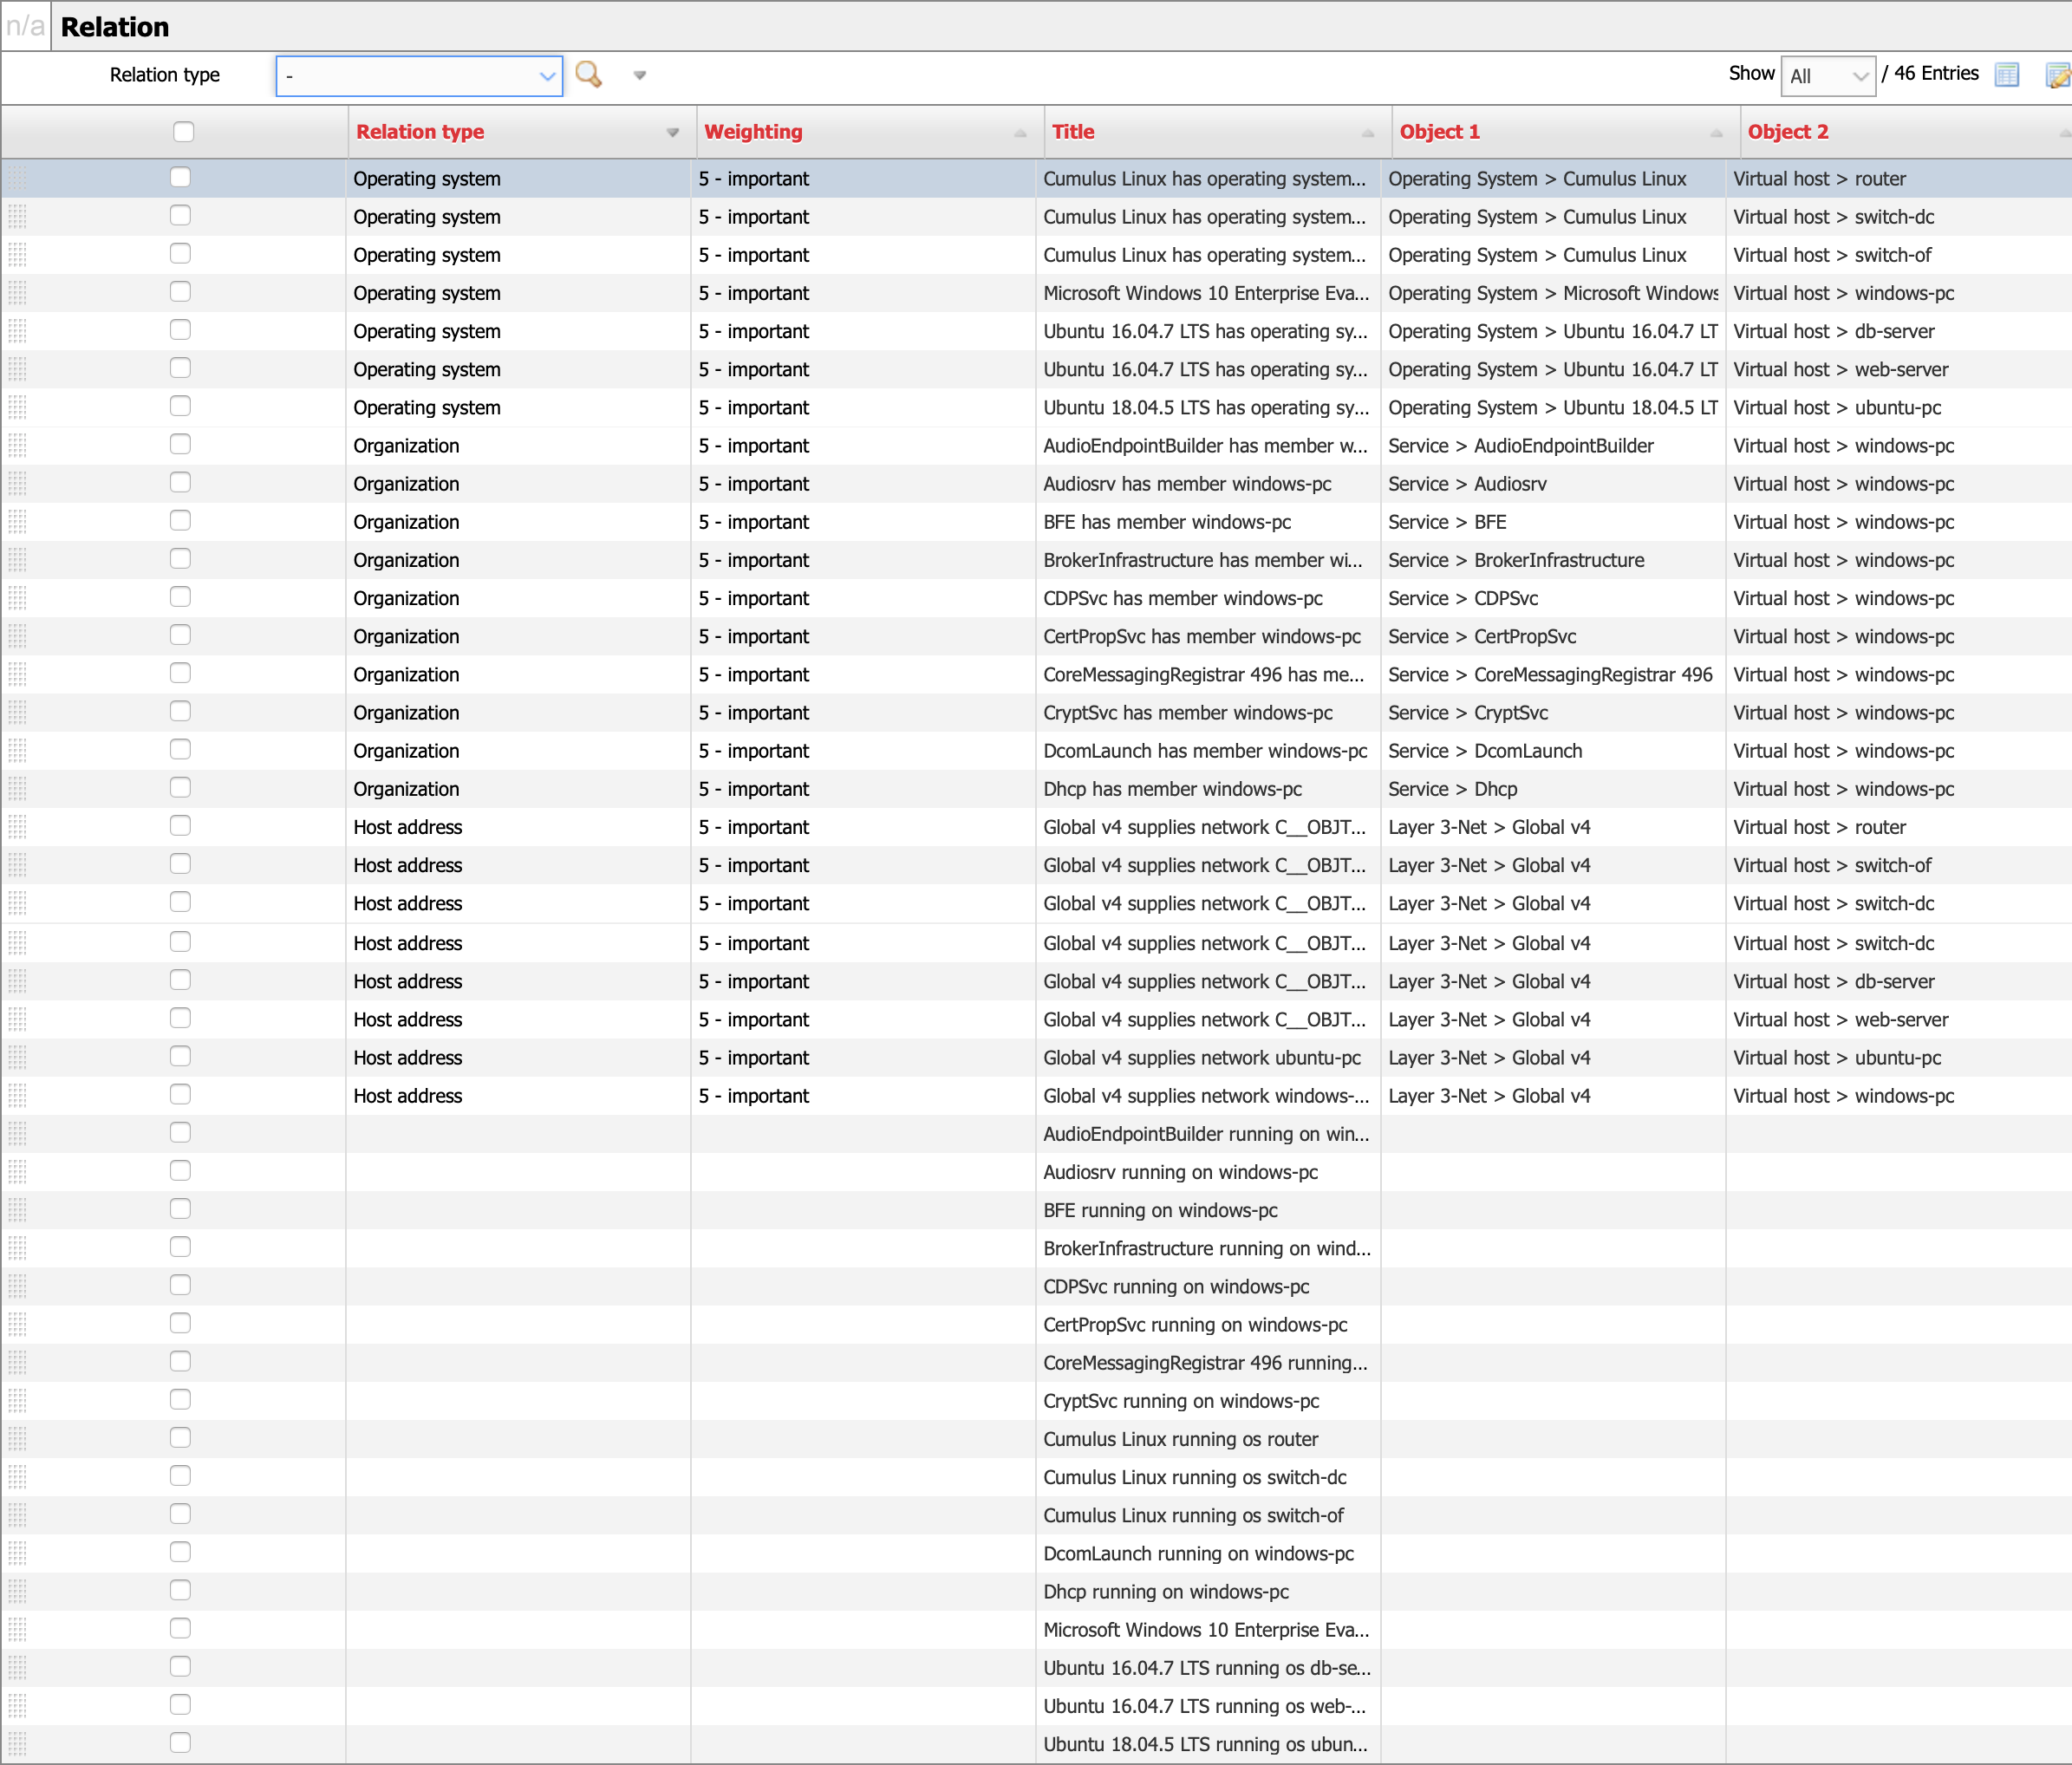 n/a Relation
Relation type - Show All / 46 Entries
Relation type Weighting Title Object 1 Object 2
Operating system 5 - important Cumulus Linux has operating system... Operating System > Cumulus Linux Virtual host > router
Operating system 5 - important Cumulus Linux has operating system... Operating System > Cumulus Linux Virtual host > switch-dc
Operating system 5 - important Cumulus Linux has operating system... Operating System > Cumulus Linux Virtual host > switch-of
Operating system 5 - important Microsoft Windows 10 Enterprise Eva... Operating System > Microsoft Windows Virtual host > windows-pc
Operating system 5 - important Ubuntu 16.04.7 LTS has operating sy... Operating System > Ubuntu 16.04.7 LT Virtual host > db-server
Operating system 5 - important Ubuntu 16.04.7 LTS has operating sy... Operating System > Ubuntu 16.04.7 LT Virtual host > web-server
Operating system 5 - important Ubuntu 18.04.5 LTS has operating sy... Operating System > Ubuntu 18.04.5 LT Virtual host > ubuntu-pc
Organization 5 - important AudioEndpointBuilder has member w... Service > AudioEndpointBuilder Virtual host > windows-pc
Organization 5 - important Audiosrv has member windows-pc Service > Audiosrv Virtual host > windows-pc
Organization 5 - important BFE has member windows-pc Service > BFE Virtual host > windows-pc
Organization 5 - important BrokerInfrastructure has member wi... Service > BrokerInfrastructure Virtual host > windows-pc
Organization 5 - important CDPSvc has member windows-pc Service > CDPSvc Virtual host > windows-pc
Organization 5 - important CertPropSvc has member windows-pc Service > CertPropSvc Virtual host > windows-pc
Organization 5 - important CoreMessagingRegistrar 496 has me... Service > CoreMessagingRegistrar 496 Virtual host > windows-pc
Organization 5 - important CryptSvc has member windows-pc Service > CryptSvc Virtual host > windows-pc
Organization 5 - important DcomLaunch has member windows-pc Service > DcomLaunch Virtual host > windows-pc
Organization 5 - important Dhcp has member windows-pc Service > Dhcp Virtual host > windows-pc
Host address 5 - important Global v4 supplies network C__OBJT... Layer 3-Net > Global v4 Virtual host > router
Host address 5 - important Global v4 supplies network C__OBJT... Layer 3-Net > Global v4 Virtual host > switch-of
Host address 5 - important Global v4 supplies network C__OBJT... Layer 3-Net > Global v4 Virtual host > switch-dc
Host address 5 - important Global v4 supplies network C__OBJT... Layer 3-Net > Global v4 Virtual host > switch-dc
Host address 5 - important Global v4 supplies network C__OBJT... Layer 3-Net > Global v4 Virtual host > db-server
Host address 5 - important Global v4 supplies network C__OBJT... Layer 3-Net > Global v4 Virtual host > web-server
Host address 5 - important Global v4 supplies network ubuntu-pc Layer 3-Net > Global v4 Virtual host > ubuntu-pc
Host address 5 - important Global v4 supplies network windows-... Layer 3-Net > Global v4 Virtual host > windows-pc
AudioEndpointBuilder running on win...
Audiosrv running on windows-pc
BFE running on windows-pc
BrokerInfrastructure running on wind...
CDPSvc running on windows-pc
CertPropSvc running on windows-pc
CoreMessagingRegistrar 496 running...
CryptSvc running on windows-pc
Cumulus Linux running os router
Cumulus Linux running os switch-dc
Cumulus Linux running os switch-of
DcomLaunch running on windows-pc
Dhcp running on windows-pc
Microsoft Windows 10 Enterprise Eva...
Ubuntu 16.04.7 LTS running os db-se...
Ubuntu 16.04.7 LTS running os web-...
Ubuntu 18.04.5 LTS running os ubun...